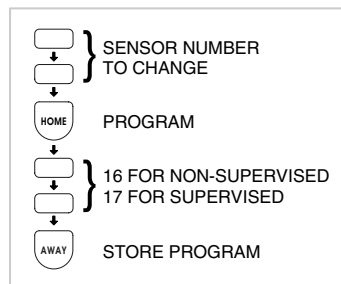 SENSOR NUMBER
TO CHANGE
HOME
PROGRAM
16 FOR NON-SUPERVISED
17 FOR SUPERVISED
AWAY
STORE PROGRAM